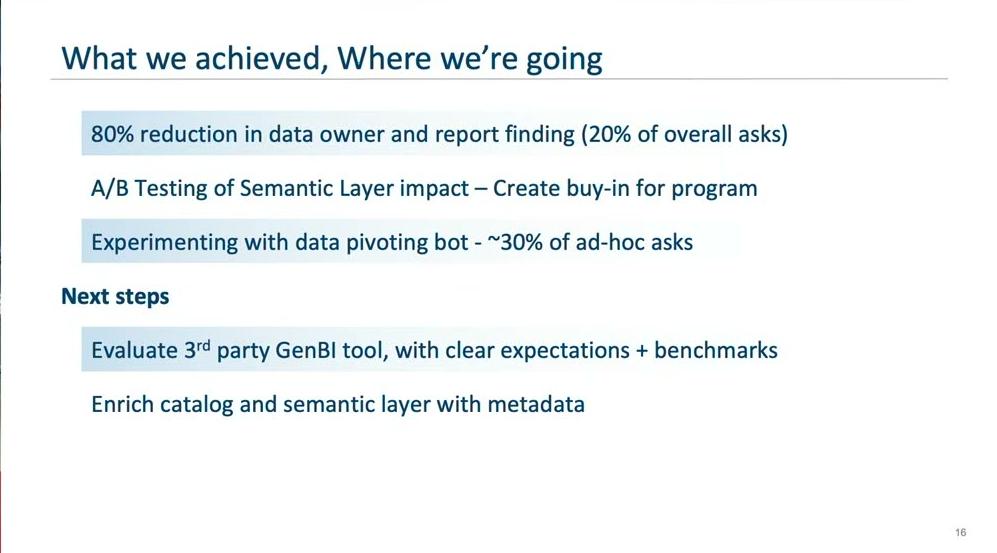 What we achieved, Where we’re going
80% reduction in data owner and report finding (20% of overall asks)
A/B Testing of Semantic Layer impact – Create buy-in for program
Experimenting with data pivoting bot - ~30% of ad-hoc asks
Next steps
Evaluate 3rd party GenBI tool, with clear expectations + benchmarks
Enrich catalog and semantic layer with metadata
16